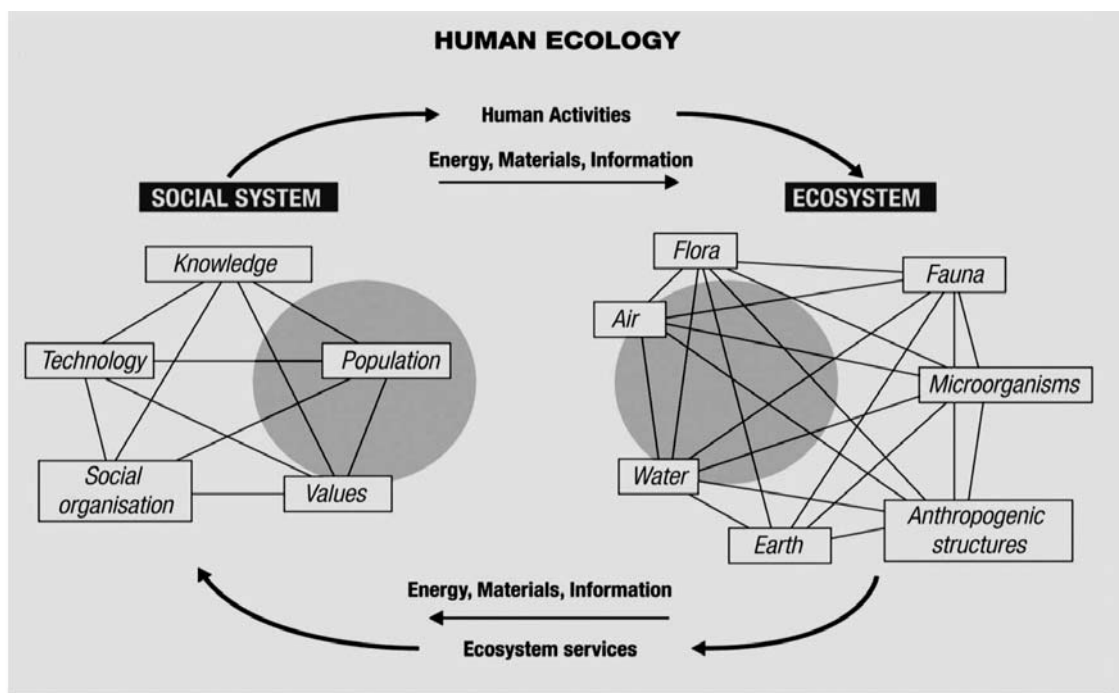 HUMAN ECOLOGY
Human Activities
Energy, Materials, Information
SOCIAL SYSTEM
ECOSYSTEM
Knowledge
Technology
Population
Social
organisation
Values
Flora
Fauna
Air
Microorganisms
Water
Anthropogenic
structures
Earth
Energy, Materials, Information
Ecosystem services